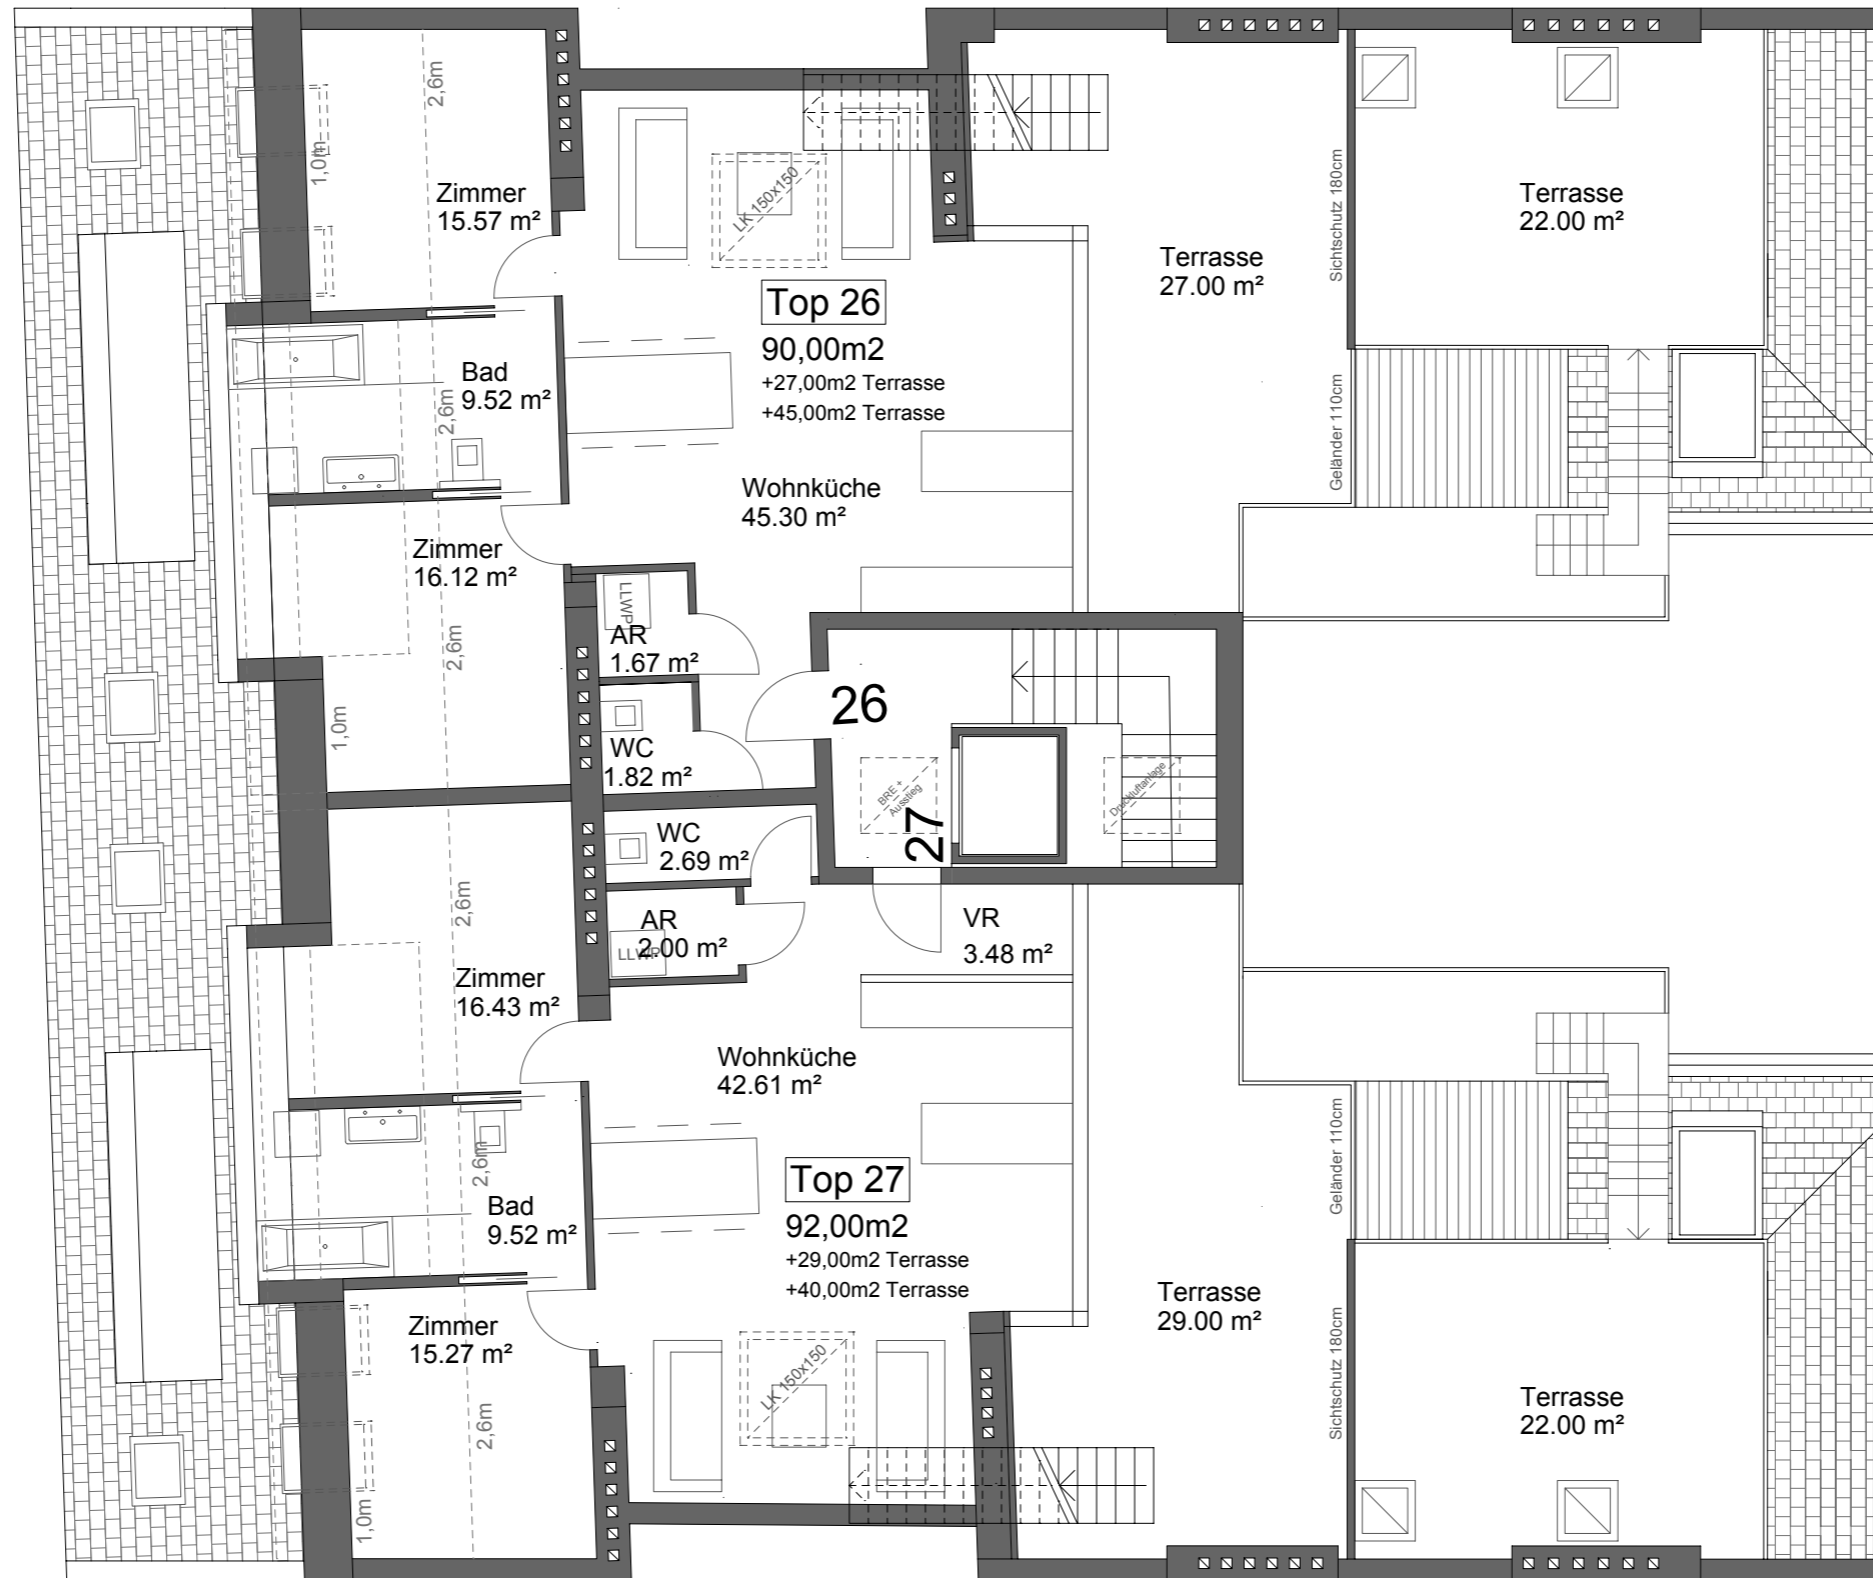 2,6m
1,0m
Zimmer
15.57 m²
LK 150x150
Sichtschutz 180cm
Terrasse
22.00 m²
Terrasse
27.00 m²
Top 26
90,00m2
+27,00m2 Terrasse
+45,00m2 Terrasse
Bad
9.52 m²
2,6m
Geländer 110cm
Wohnküche
45.30 m²
Zimmer
16.12 m²
2,6m
1,0m
LLWP
AR
1.67 m²
WC
1.82 m²
26
BRE +
Ausstieg
Druckluftanlage
27
WC
2.69 m²
AR
2.00 m²
LLWP
VR
3.48 m²
2,6m
Zimmer
16.43 m²
Wohnküche
42.61 m²
Geländer 110cm
2,6m
Bad
9.52 m²
Top 27
92,00m2
+29,00m2 Terrasse
+40,00m2 Terrasse
Terrasse
29.00 m²
Sichtschutz 180cm
Zimmer
15.27 m²
LK 150x150
2,6m
1,0m
Terrasse
22.00 m²